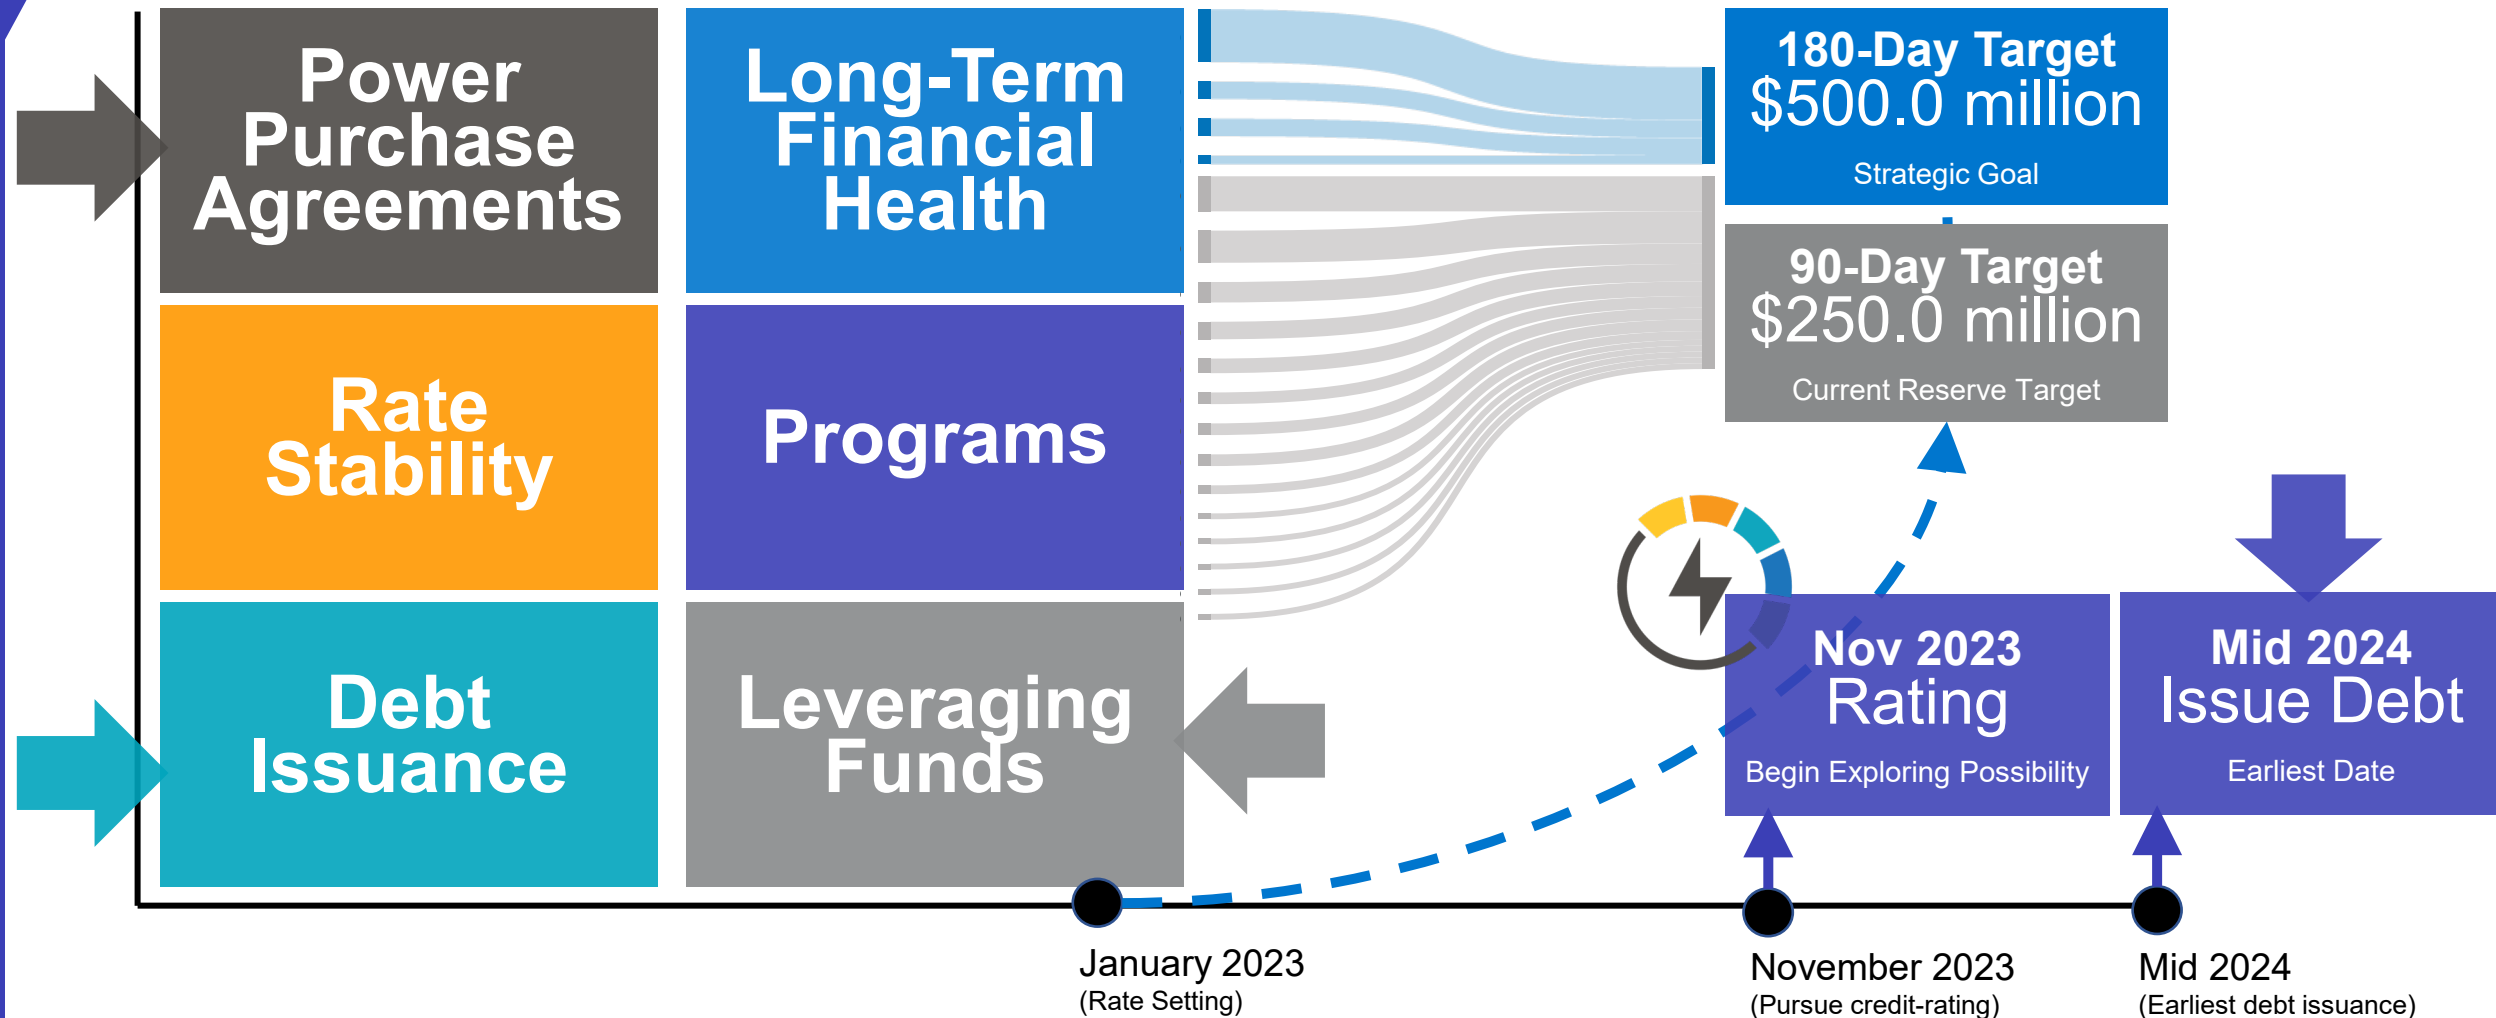 Power
Purchase
Agreements
Long-Term
Financial
Health
180-Day Target
$500.0 million
Strategic Goal
90-Day Target
$250.0 million
Current Reserve Target
Rate
Stability
Programs
Debt
Issuance
Leveraging
Funds
Nov 2023
Rating
Begin Exploring Possibility
Mid 2024
Issue Debt
Earliest Date
January 2023
(Rate Setting)
November 2023
(Pursue credit-rating)
Mid 2024
(Earliest debt issuance)